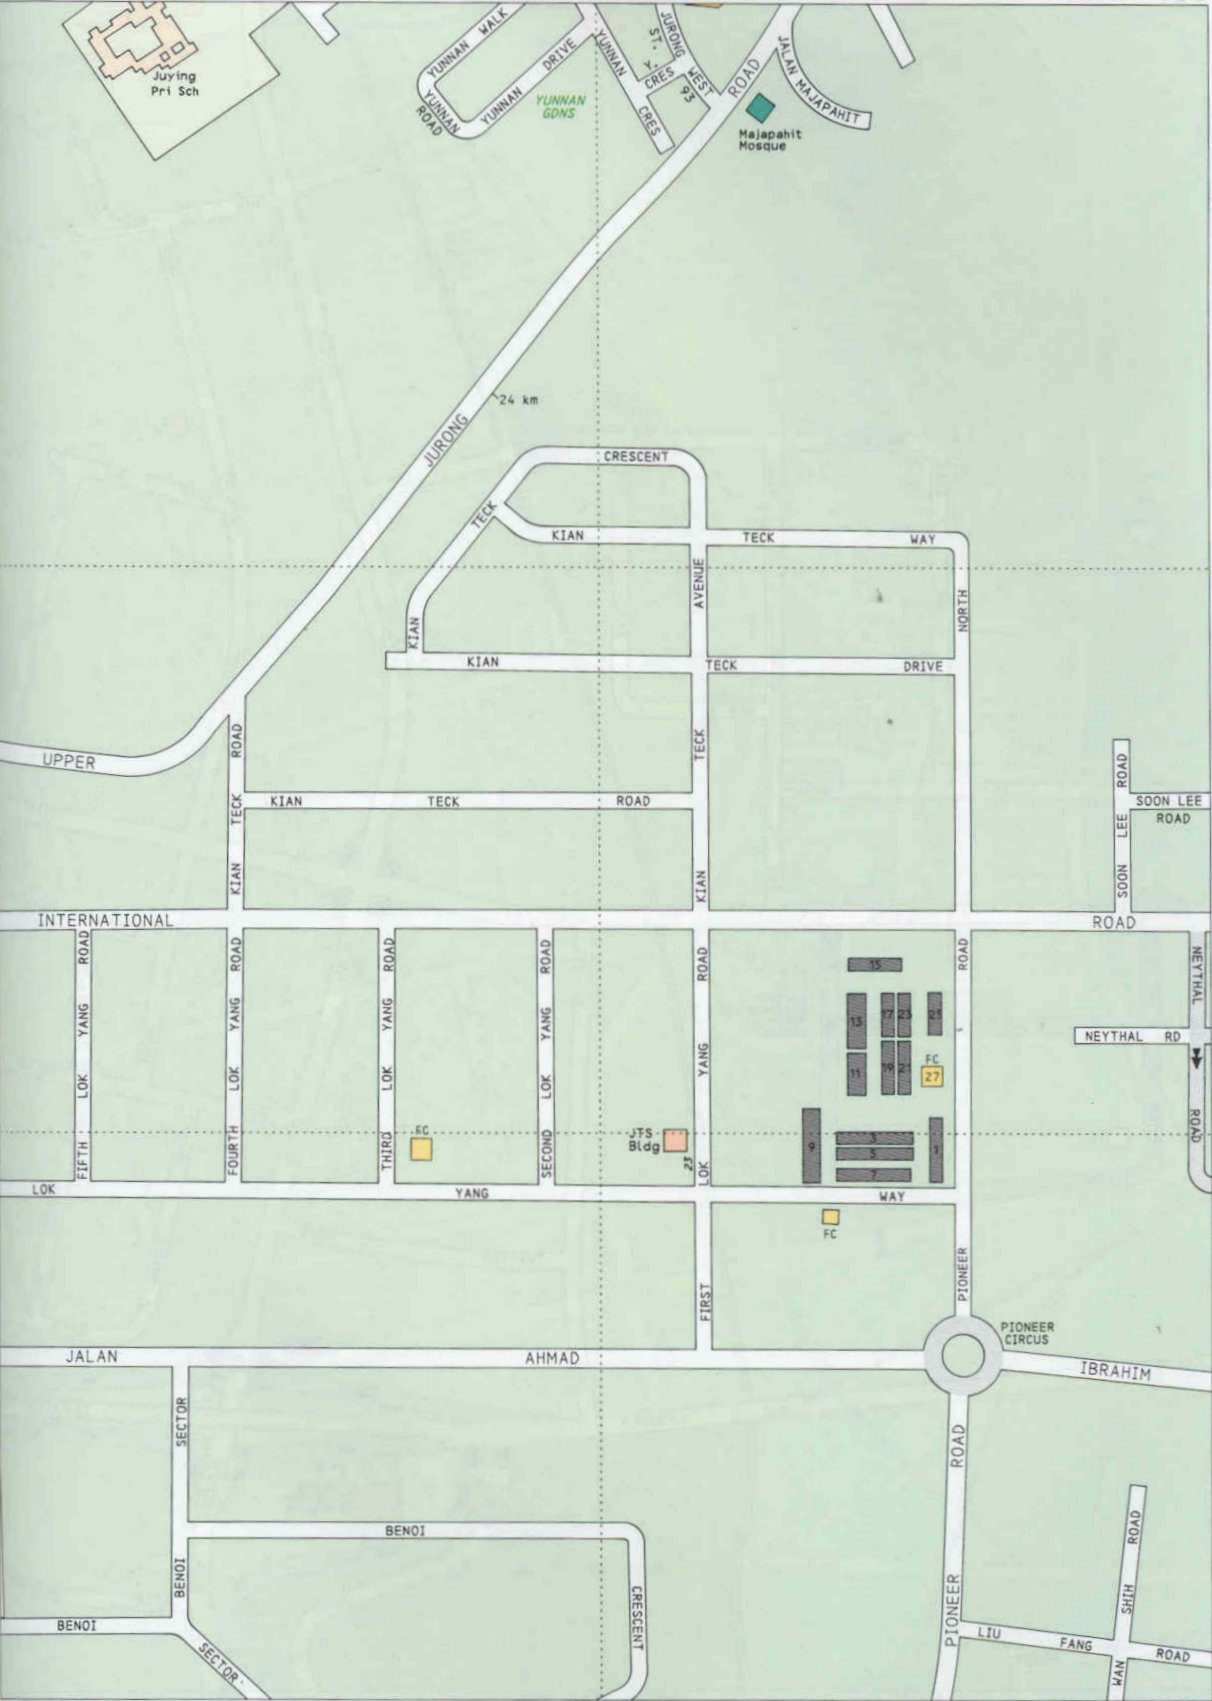 Juying
Pri Sch
YUNNAN WALK
YUNNAN DRIVE
YUNNAN
ROAD
YUNNAN
GDNS
YUNNAN CRES
ST.
Y. CRES
JURONG WEST
93
ROAD
JALAN MAJAPAHIT
Majapahit
Mosque
24 km
JURONG
CRESCENT
TECK
KIAN
KIAN TECK WAY
AVENUE
NORTH
KIAN TECK DRIVE
UPPER
ROAD
TECK
KIAN
TECK
KIAN
KIAN TECK ROAD
SOON LEE ROAD
SOON LEE
ROAD
INTERNATIONAL ROAD
FIFTH LOK YANG ROAD
FOURTH LOK YANG ROAD
THIRD LOK YANG ROAD
SECOND LOK YANG ROAD
FIRST LOK YANG ROAD
ROAD
NEYTHAL
ROAD
NEYTHAL RD
15
13
17
23
25
11
19
21
FC
27
9
3
5
7
1
FC
JTS
Bldg
23
LOK YANG WAY
FC
PIONEER
PIONEER
CIRCUS
JALAN AHMAD IBRAHIM
SECTOR
BENOI
BENOI
CRESCENT
BENOI
SECTOR
PIONEER ROAD
LIU FANG ROAD
WAN SHIH ROAD